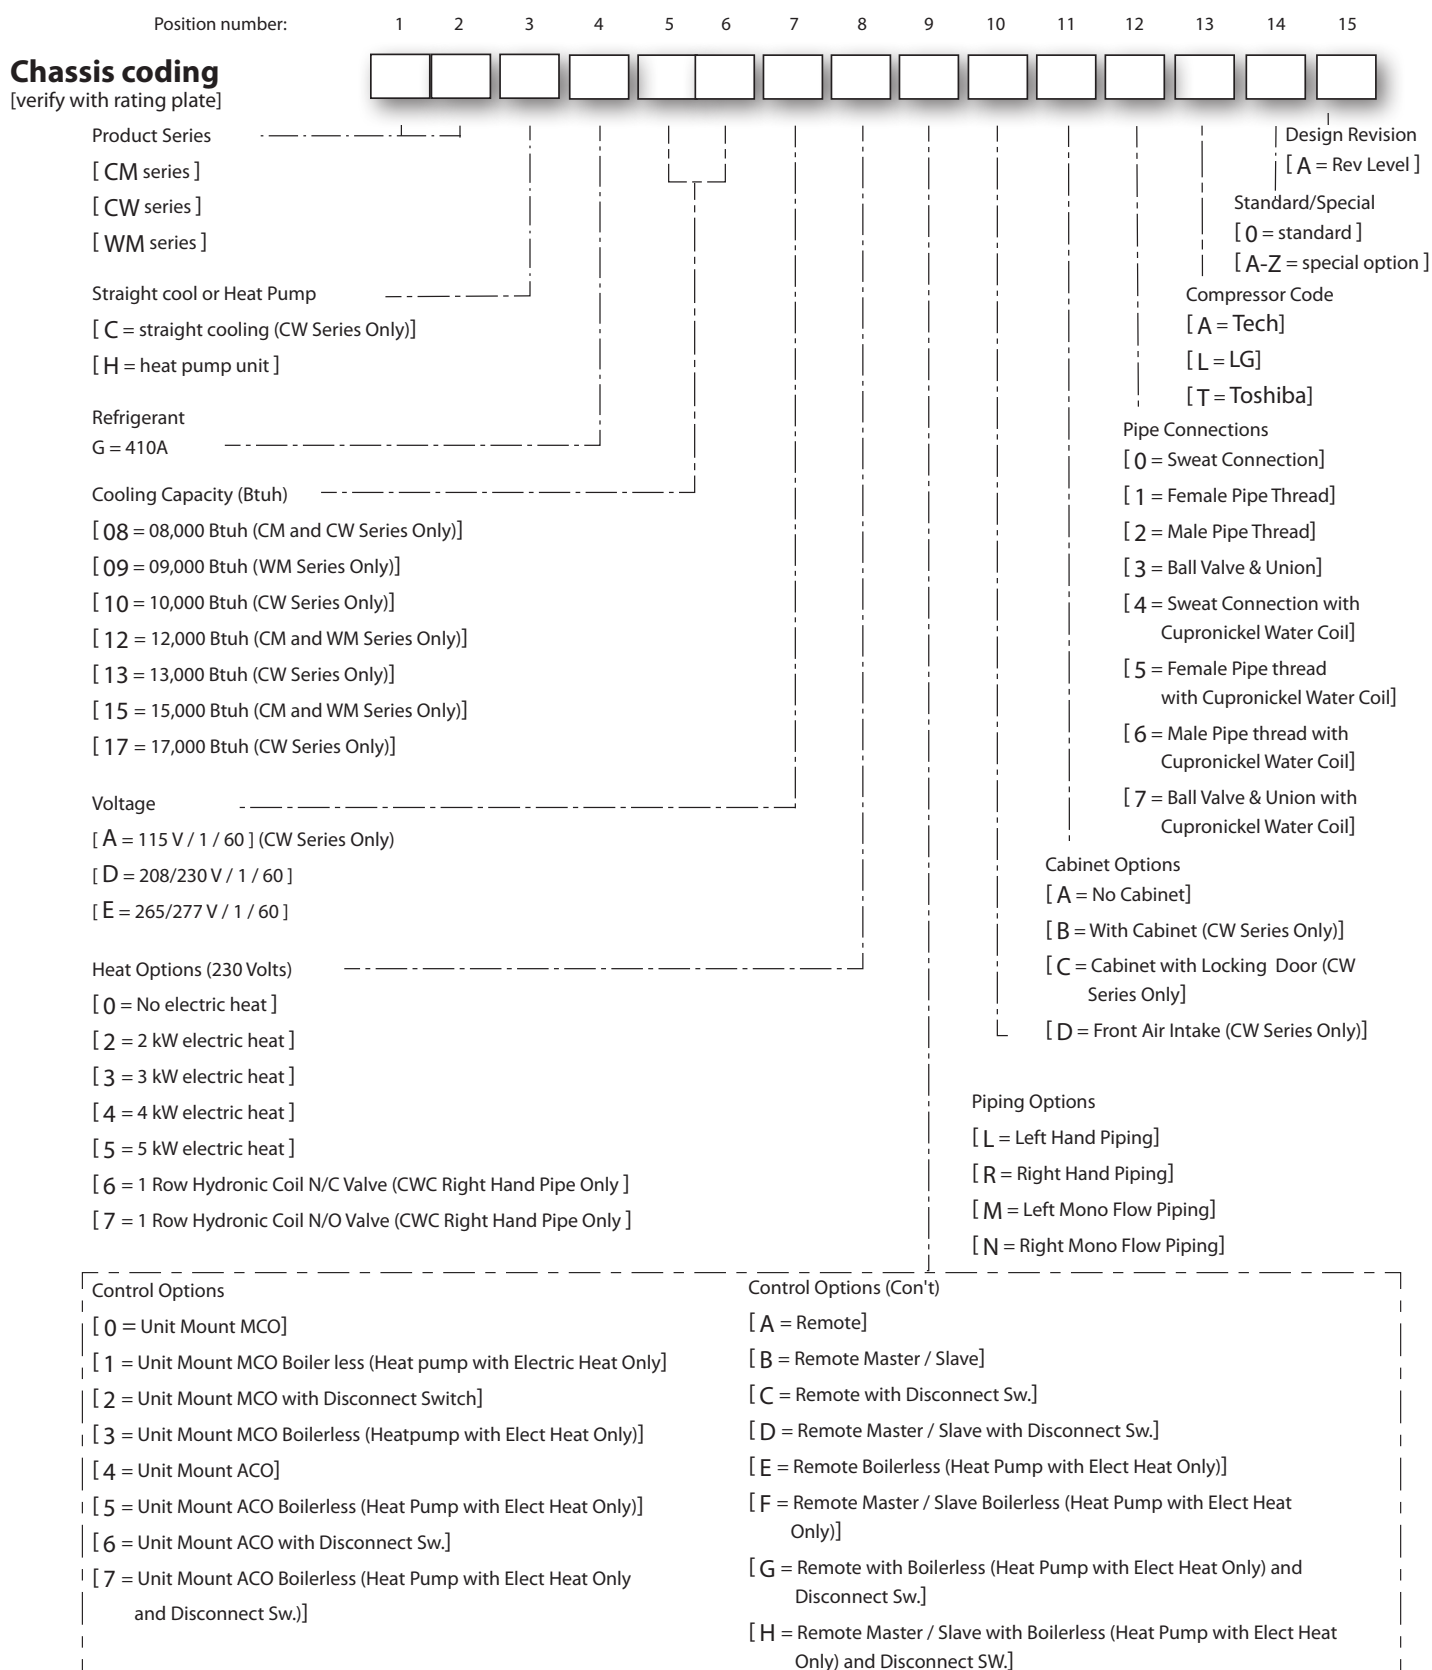 Position number: 1 2 3 4 5 6 7 8 9 10 11 12 13 14 15
Chassis coding
[verify with rating plate]
Product Series
[ CM series ]
[ CW series ]
[ WM series ]
Straight cool or Heat Pump
[ C = straight cooling (CW Series Only)]
[ H = heat pump unit ]
Refrigerant
G = 410A
Cooling Capacity (Btuh)
[ 08 = 08,000 Btuh (CM and CW Series Only)]
[ 09 = 09,000 Btuh (WM Series Only)]
[ 10 = 10,000 Btuh (CW Series Only)]
[ 12 = 12,000 Btuh (CM and WM Series Only)]
[ 13 = 13,000 Btuh (CW Series Only)]
[ 15 = 15,000 Btuh (CM and WM Series Only)]
[ 17 = 17,000 Btuh (CW Series Only)]
Voltage
[ A = 115 V / 1 / 60 ] (CW Series Only)
[ D = 208/230 V / 1 / 60 ]
[ E = 265/277 V / 1 / 60 ]
Heat Options (230 Volts)
[ 0 = No electric heat ]
[ 2 = 2 kW electric heat ]
[ 3 = 3 kW electric heat ]
[ 4 = 4 kW electric heat ]
[ 5 = 5 kW electric heat ]
[ 6 = 1 Row Hydronic Coil N/C Valve (CWC Right Hand Pipe Only ]
[ 7 = 1 Row Hydronic Coil N/O Valve (CWC Right Hand Pipe Only ]
Design Revision
[ A = Rev Level ]
Standard/Special
[ 0 = standard ]
[ A-Z = special option ]
Compressor Code
[ A = Tech]
[ L = LG]
[ T = Toshiba]
Pipe Connections
[ 0 = Sweat Connection]
[ 1 = Female Pipe Thread]
[ 2 = Male Pipe Thread]
[ 3 = Ball Valve & Union]
[ 4 = Sweat Connection with
Cupronickel Water Coil]
[ 5 = Female Pipe thread
with Cupronickel Water Coil]
[ 6 = Male Pipe thread with
Cupronickel Water Coil]
[ 7 = Ball Valve & Union with
Cupronickel Water Coil]
Cabinet Options
[ A = No Cabinet]
[ B = With Cabinet (CW Series Only)]
[ C = Cabinet with Locking Door (CW
Series Only]
[ D = Front Air Intake (CW Series Only)]
Piping Options
[ L = Left Hand Piping]
[ R = Right Hand Piping]
[ M = Left Mono Flow Piping]
[ N = Right Mono Flow Piping]
Control Options
[ 0 = Unit Mount MCO]
[ 1 = Unit Mount MCO Boiler less (Heat pump with Electric Heat Only]
[ 2 = Unit Mount MCO with Disconnect Switch]
[ 3 = Unit Mount MCO Boilerless (Heatpump with Elect Heat Only)]
[ 4 = Unit Mount ACO]
[ 5 = Unit Mount ACO Boilerless (Heat Pump with Elect Heat Only)]
[ 6 = Unit Mount ACO with Disconnect Sw.]
[ 7 = Unit Mount ACO Boilerless (Heat Pump with Elect Heat Only
and Disconnect Sw.)]
Control Options (Con't)
[ A = Remote]
[ B = Remote Master / Slave]
[ C = Remote with Disconnect Sw.]
[ D = Remote Master / Slave with Disconnect Sw.]
[ E = Remote Boilerless (Heat Pump with Elect Heat Only)]
[ F = Remote Master / Slave Boilerless (Heat Pump with Elect Heat
Only)]
[ G = Remote with Boilerless (Heat Pump with Elect Heat Only) and
Disconnect Sw.]
[ H = Remote Master / Slave with Boilerless (Heat Pump with Elect Heat
Only) and Disconnect SW.]